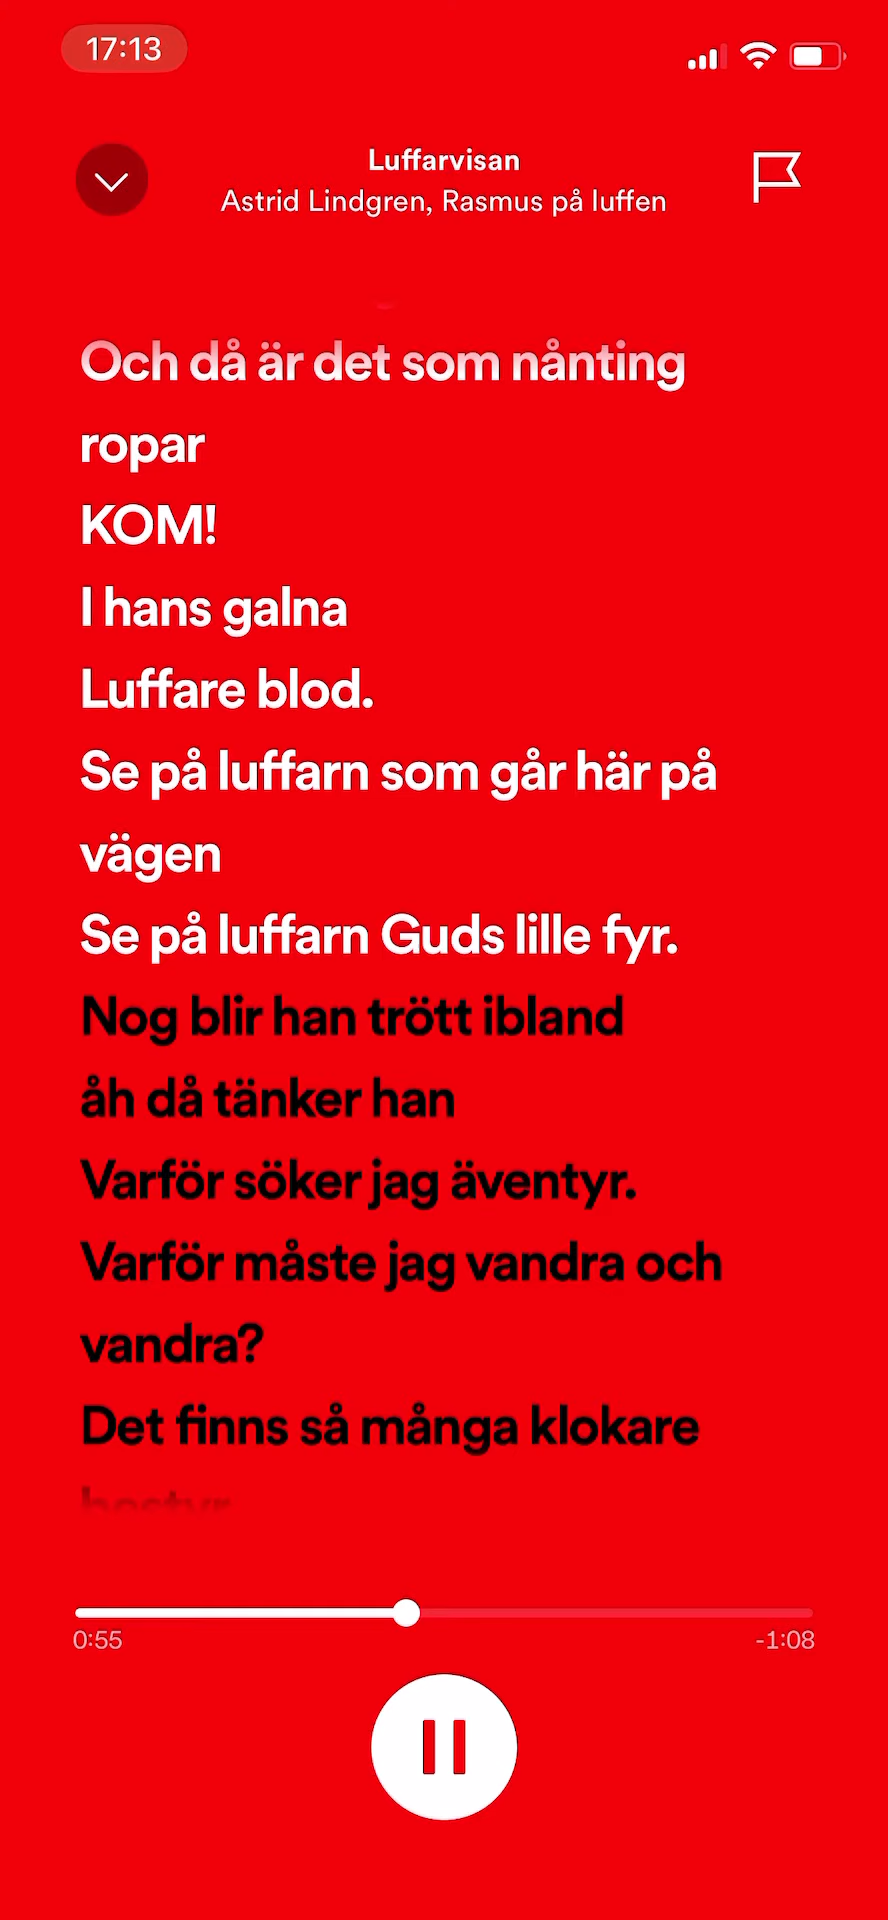 17:13
Luffarvisan
Astrid Lindgren, Rasmus på luffen
Och då är det som nånting
ropar
KOM!
I hans galna
Luffare blod.
Se på luffarn som går här på
vägen
Se på luffarn Guds lille fyr.
Nog blir han trött ibland
åh då tänker han
Varför söker jag äventyr.
Varför måste jag vandra och
vandra?
Det finns så många klokare
0:55
-1:08